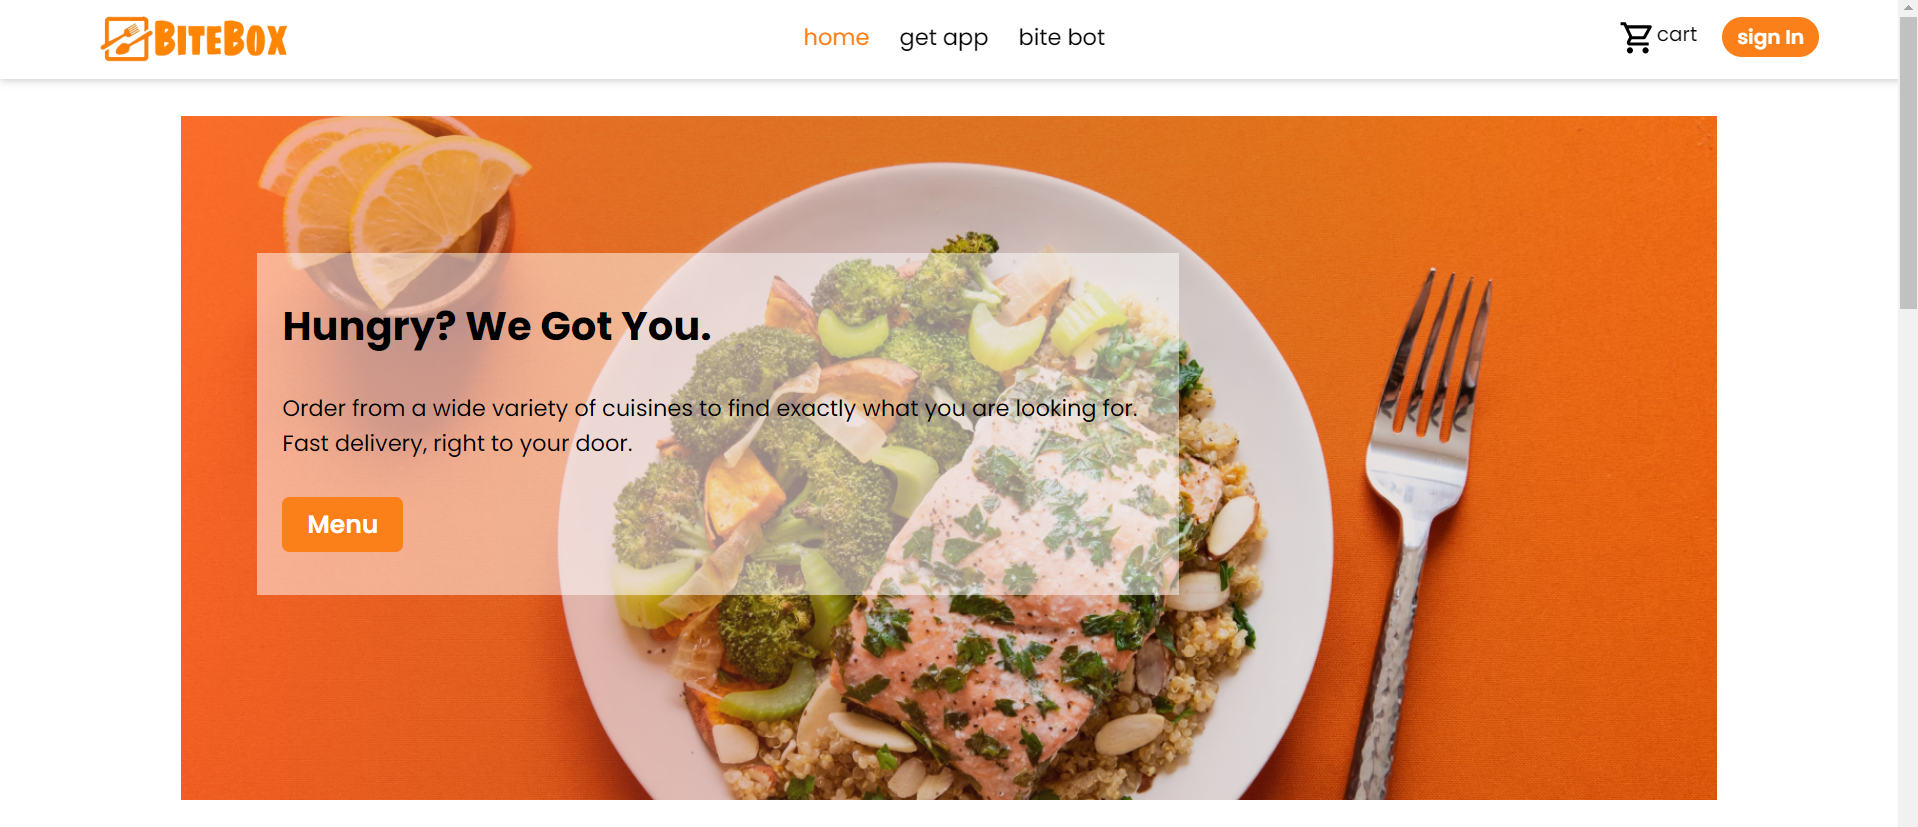 BITEBOX
home get app bite bot
cart
sign In
Hungry? We Got You.
Order from a wide variety of cuisines to find exactly what you are looking for.
Fast delivery, right to your door.
Menu